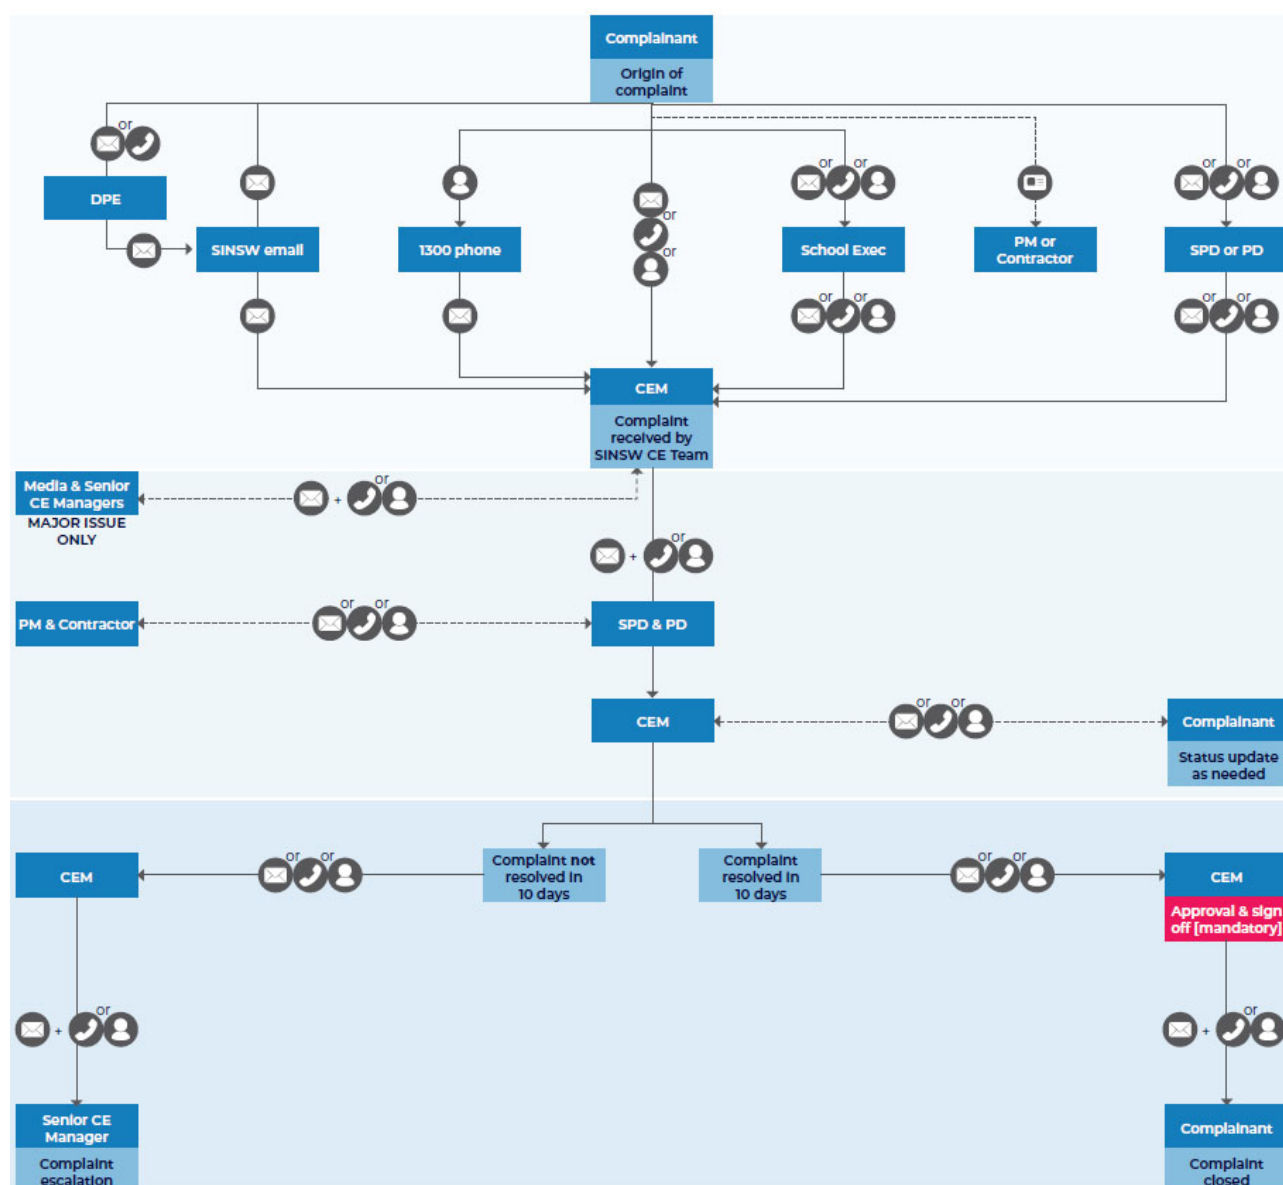 Complainant
Origin of
complaint
or
or or
or or
DPE
or
SINSW email
1300 phone
or
School Exec
PM or
Contractor
SPD or PD
or or
or or
CEM
Complaint
received by
SINSW CE Team
Media & Senior
CE Managers
MAJOR ISSUE
ONLY
+
or
+
or
PM & Contractor
or or
SPD & PD
CEM
or or
Complainant
Status update
as needed
CEM
or or
Complaint not
resolved in
10 days
Complaint
resolved in
10 days
or or
CEM
Approval & sign
off [mandatory]
+
or
+
or
Senior CE
Manager
Complaint
escalation
Complainant
Complaint
closed